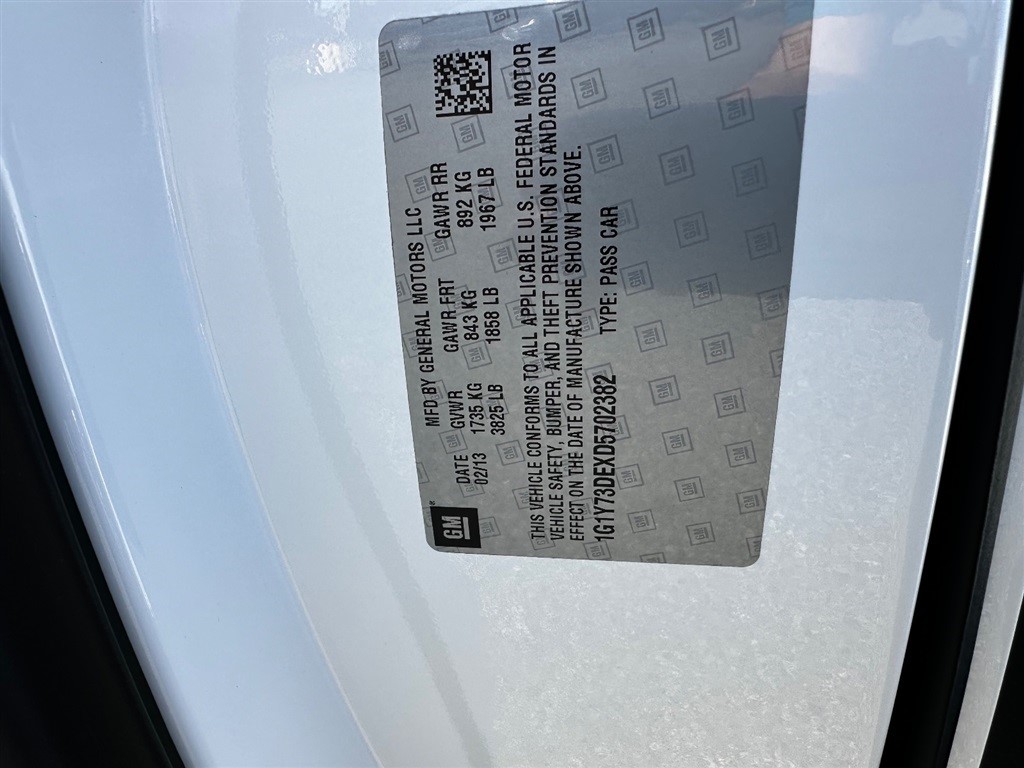 GM
MFD BY GENERAL MOTORS LLC
DATE GVWR GAWR FRT GAWR RR
02/13 1735 KG 843 KG 892 KG
3825 LB 1858 LB 1967 LB
THIS VEHICLE CONFORMS TO ALL APPLICABLE U.S. FEDERAL MOTOR
VEHICLE SAFETY, BUMPER, AND THEFT PREVENTION STANDARDS IN
EFFECT ON THE DATE OF MANUFACTURE SHOWN ABOVE.
1G1Y73DEXD5702382 TYPE: PASS CAR